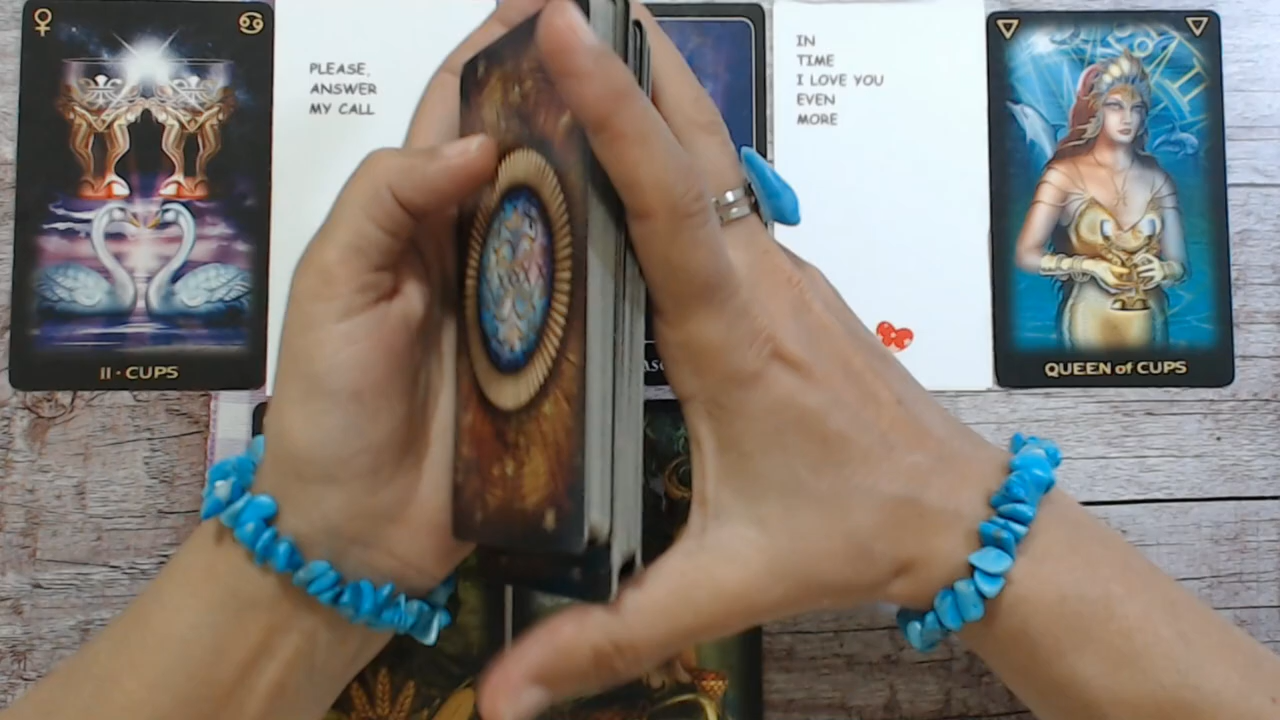 PLEASE,
ANSWER
MY CALL
IN
TIME
I LOVE YOU
EVEN
MORE
II · CUPS
QUEEN of CUPS